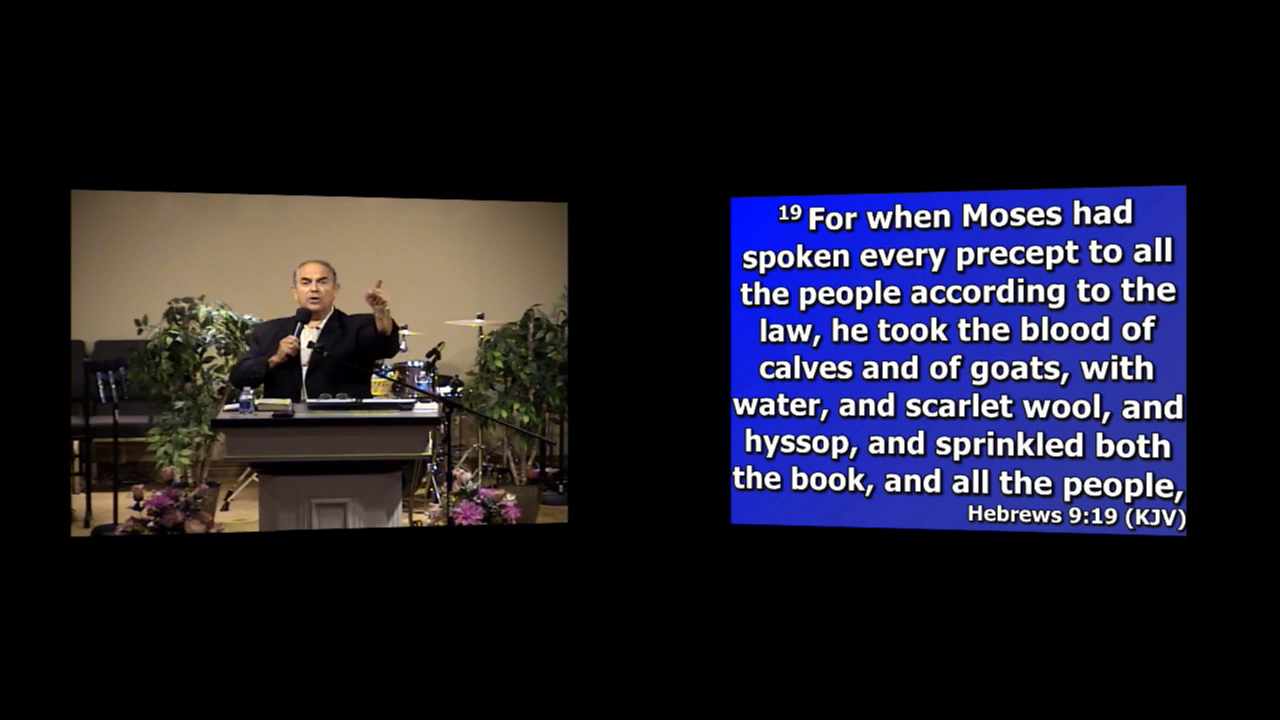 19 For when Moses had
spoken every precept to all
the people according to the
law, he took the blood of
calves and of goats, with
water, and scarlet wool, and
hyssop, and sprinkled both
the book, and all the people,
Hebrews 9:19 (KJV)